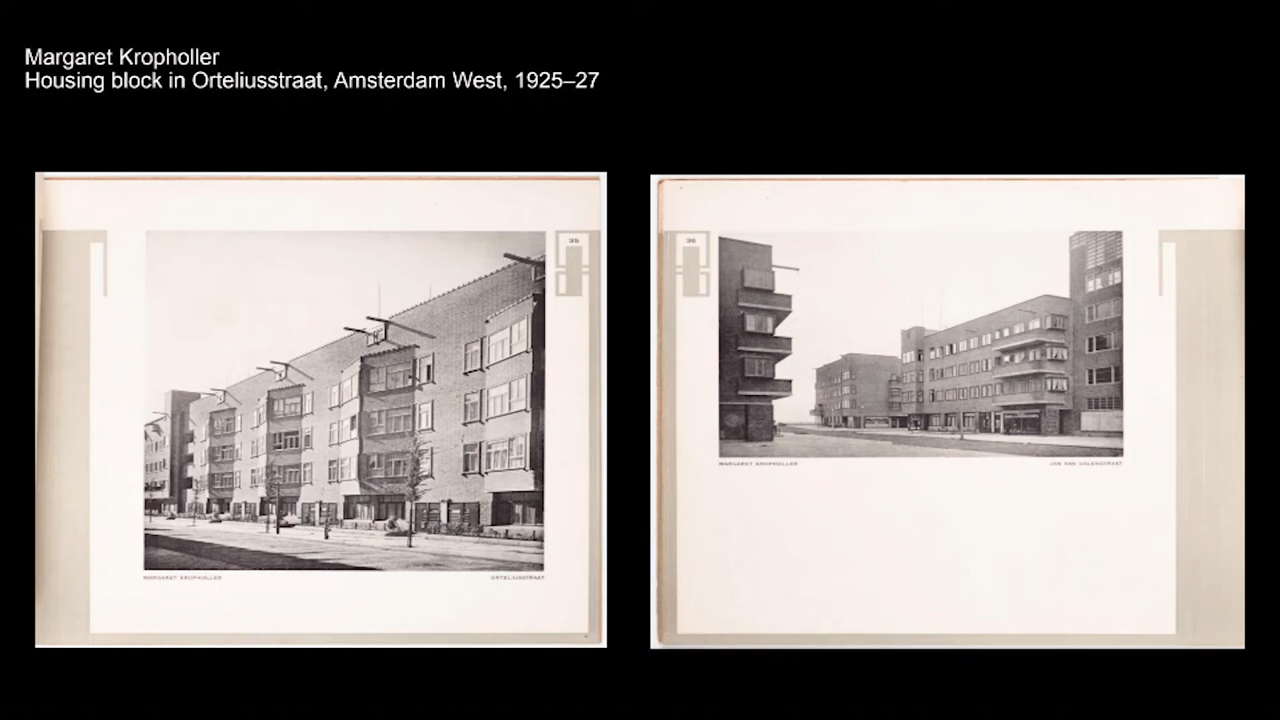 Margaret Kropholler
Housing block in Orteliusstraat, Amsterdam West, 1925–27
35
36
MARGARET KROPHOLLER
ORTELIUSSTRAAT
MARGARET KROPHOLLER
JAN VAN GALENSTRAAT